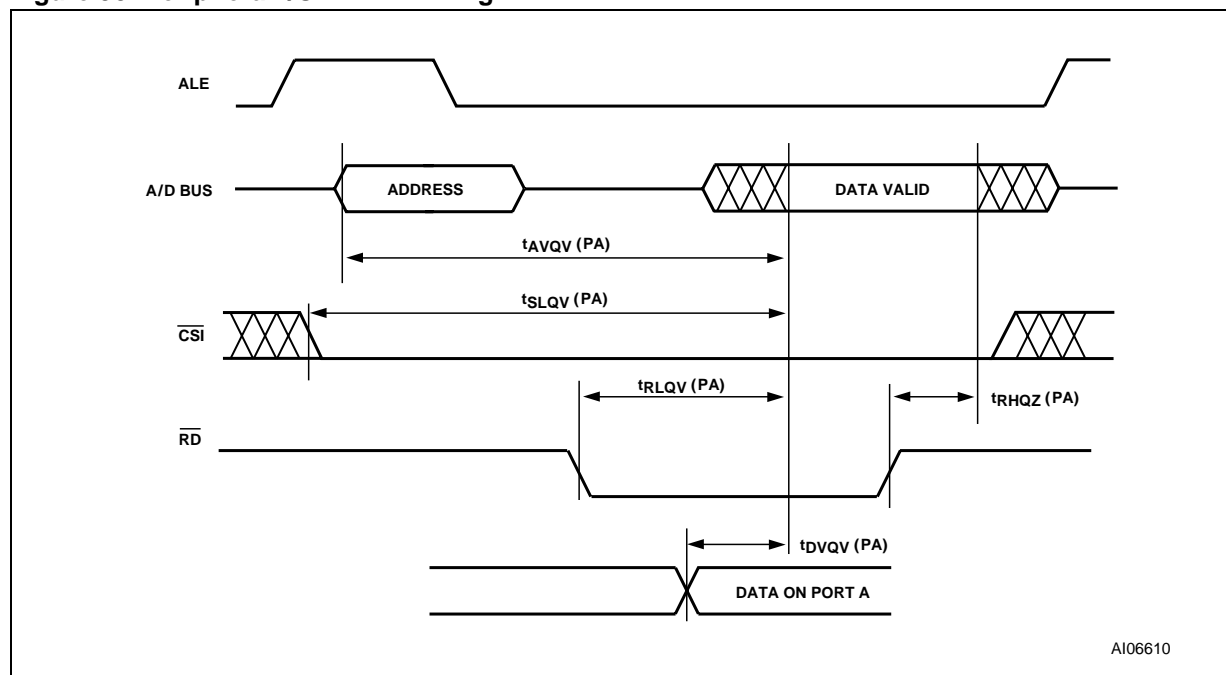 ALE
A/D BUS
ADDRESS
DATA VALID
tAVQV (PA)
tSLQV (PA)
CSI
tRLQV (PA)
tRHQZ (PA)
RD
tDVQV (PA)
DATA ON PORT A
AI06610